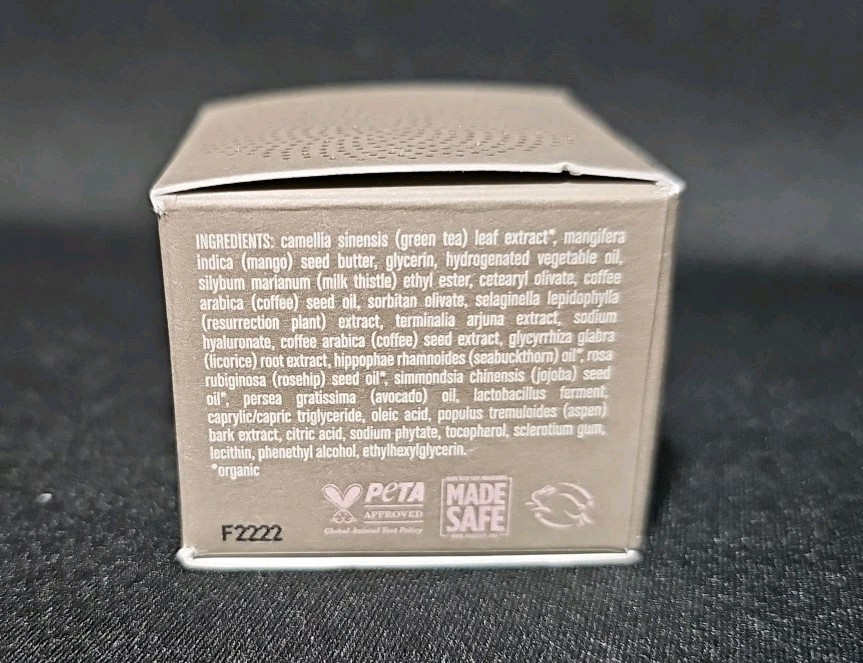 INGREDIENTS: camellia sinensis (green tea) leaf extract*, mangifera
indica (mango) seed butter, glycerin, hydrogenated vegetable oil,
silybum marianum (milk thistle) ethyl ester, cetearyl olivate, coffee
arabica (coffee) seed oil, sorbitan olivate, selaginella lepidophylla
(resurrection plant) extract, terminalia arjuna extract, sodium
hyaluronate, coffee arabica (coffee) seed extract, glycyrrhiza glabra
(licorice) root extract, hippophae rhamnoides (seabuckthorn) oil*, rosa
rubiginosa (rosehip) seed oil*, simmondsia chinensis (jojoba) seed
oil*, persea gratissima (avocado) oil, lactobacillus ferment,
caprylic/capric triglyceride, oleic acid, populus tremuloides (aspen)
bark extract, citric acid, sodium phytate, tocopherol, sclerotium gum,
lecithin, phenethyl alcohol, ethylhexylglycerin.
*organic
PETA
APPROVED
Global Animal Test Policy
MADE
SAFE
F2222